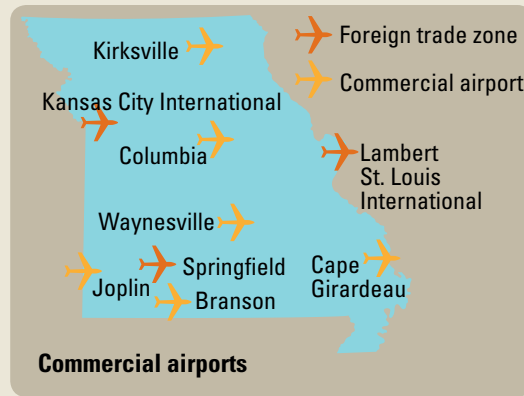 Kirksville
Foreign trade zone
Commercial airport
Kansas City International
Columbia
Lambert
St. Louis
International
Waynesville
Springfield
Cape
Girardeau
Joplin
Branson
Commercial airports